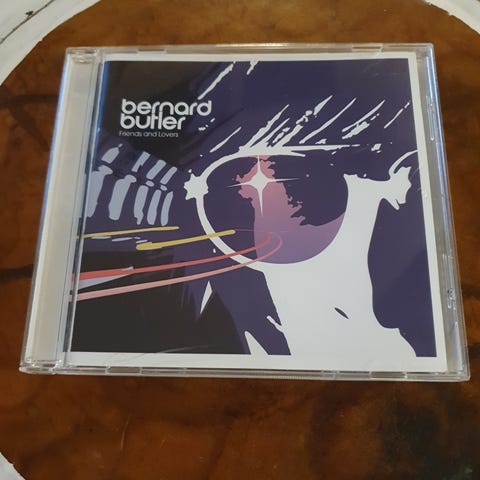 bernard
butler
Friends and Lovers